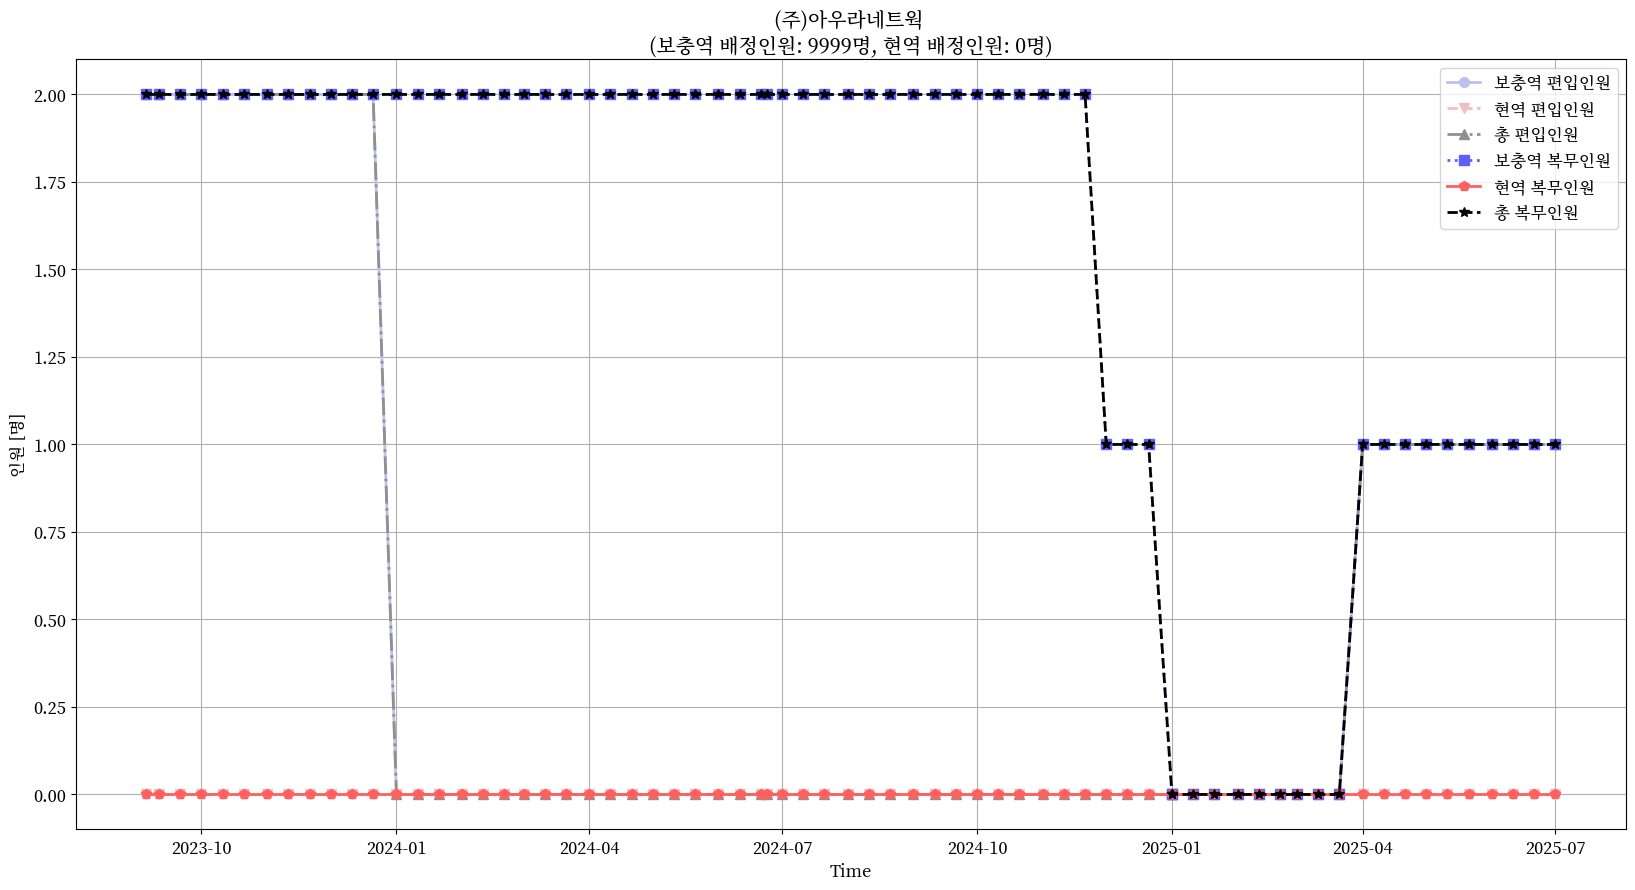 (주)아우라네트웍
(보충역 배정인원: 9999명, 현역 배정인원: 0명)
보충역 편입인원
현역 편입인원
총 편입인원
보충역 복무인원
현역 복무인원
총 복무인원
2.00
1.75
1.50
1.25
1.00
0.75
0.50
0.25
0.00
인원 [명]
2023-10 2024-01 2024-04 2024-07 2024-10 2025-01 2025-04 2025-07
Time